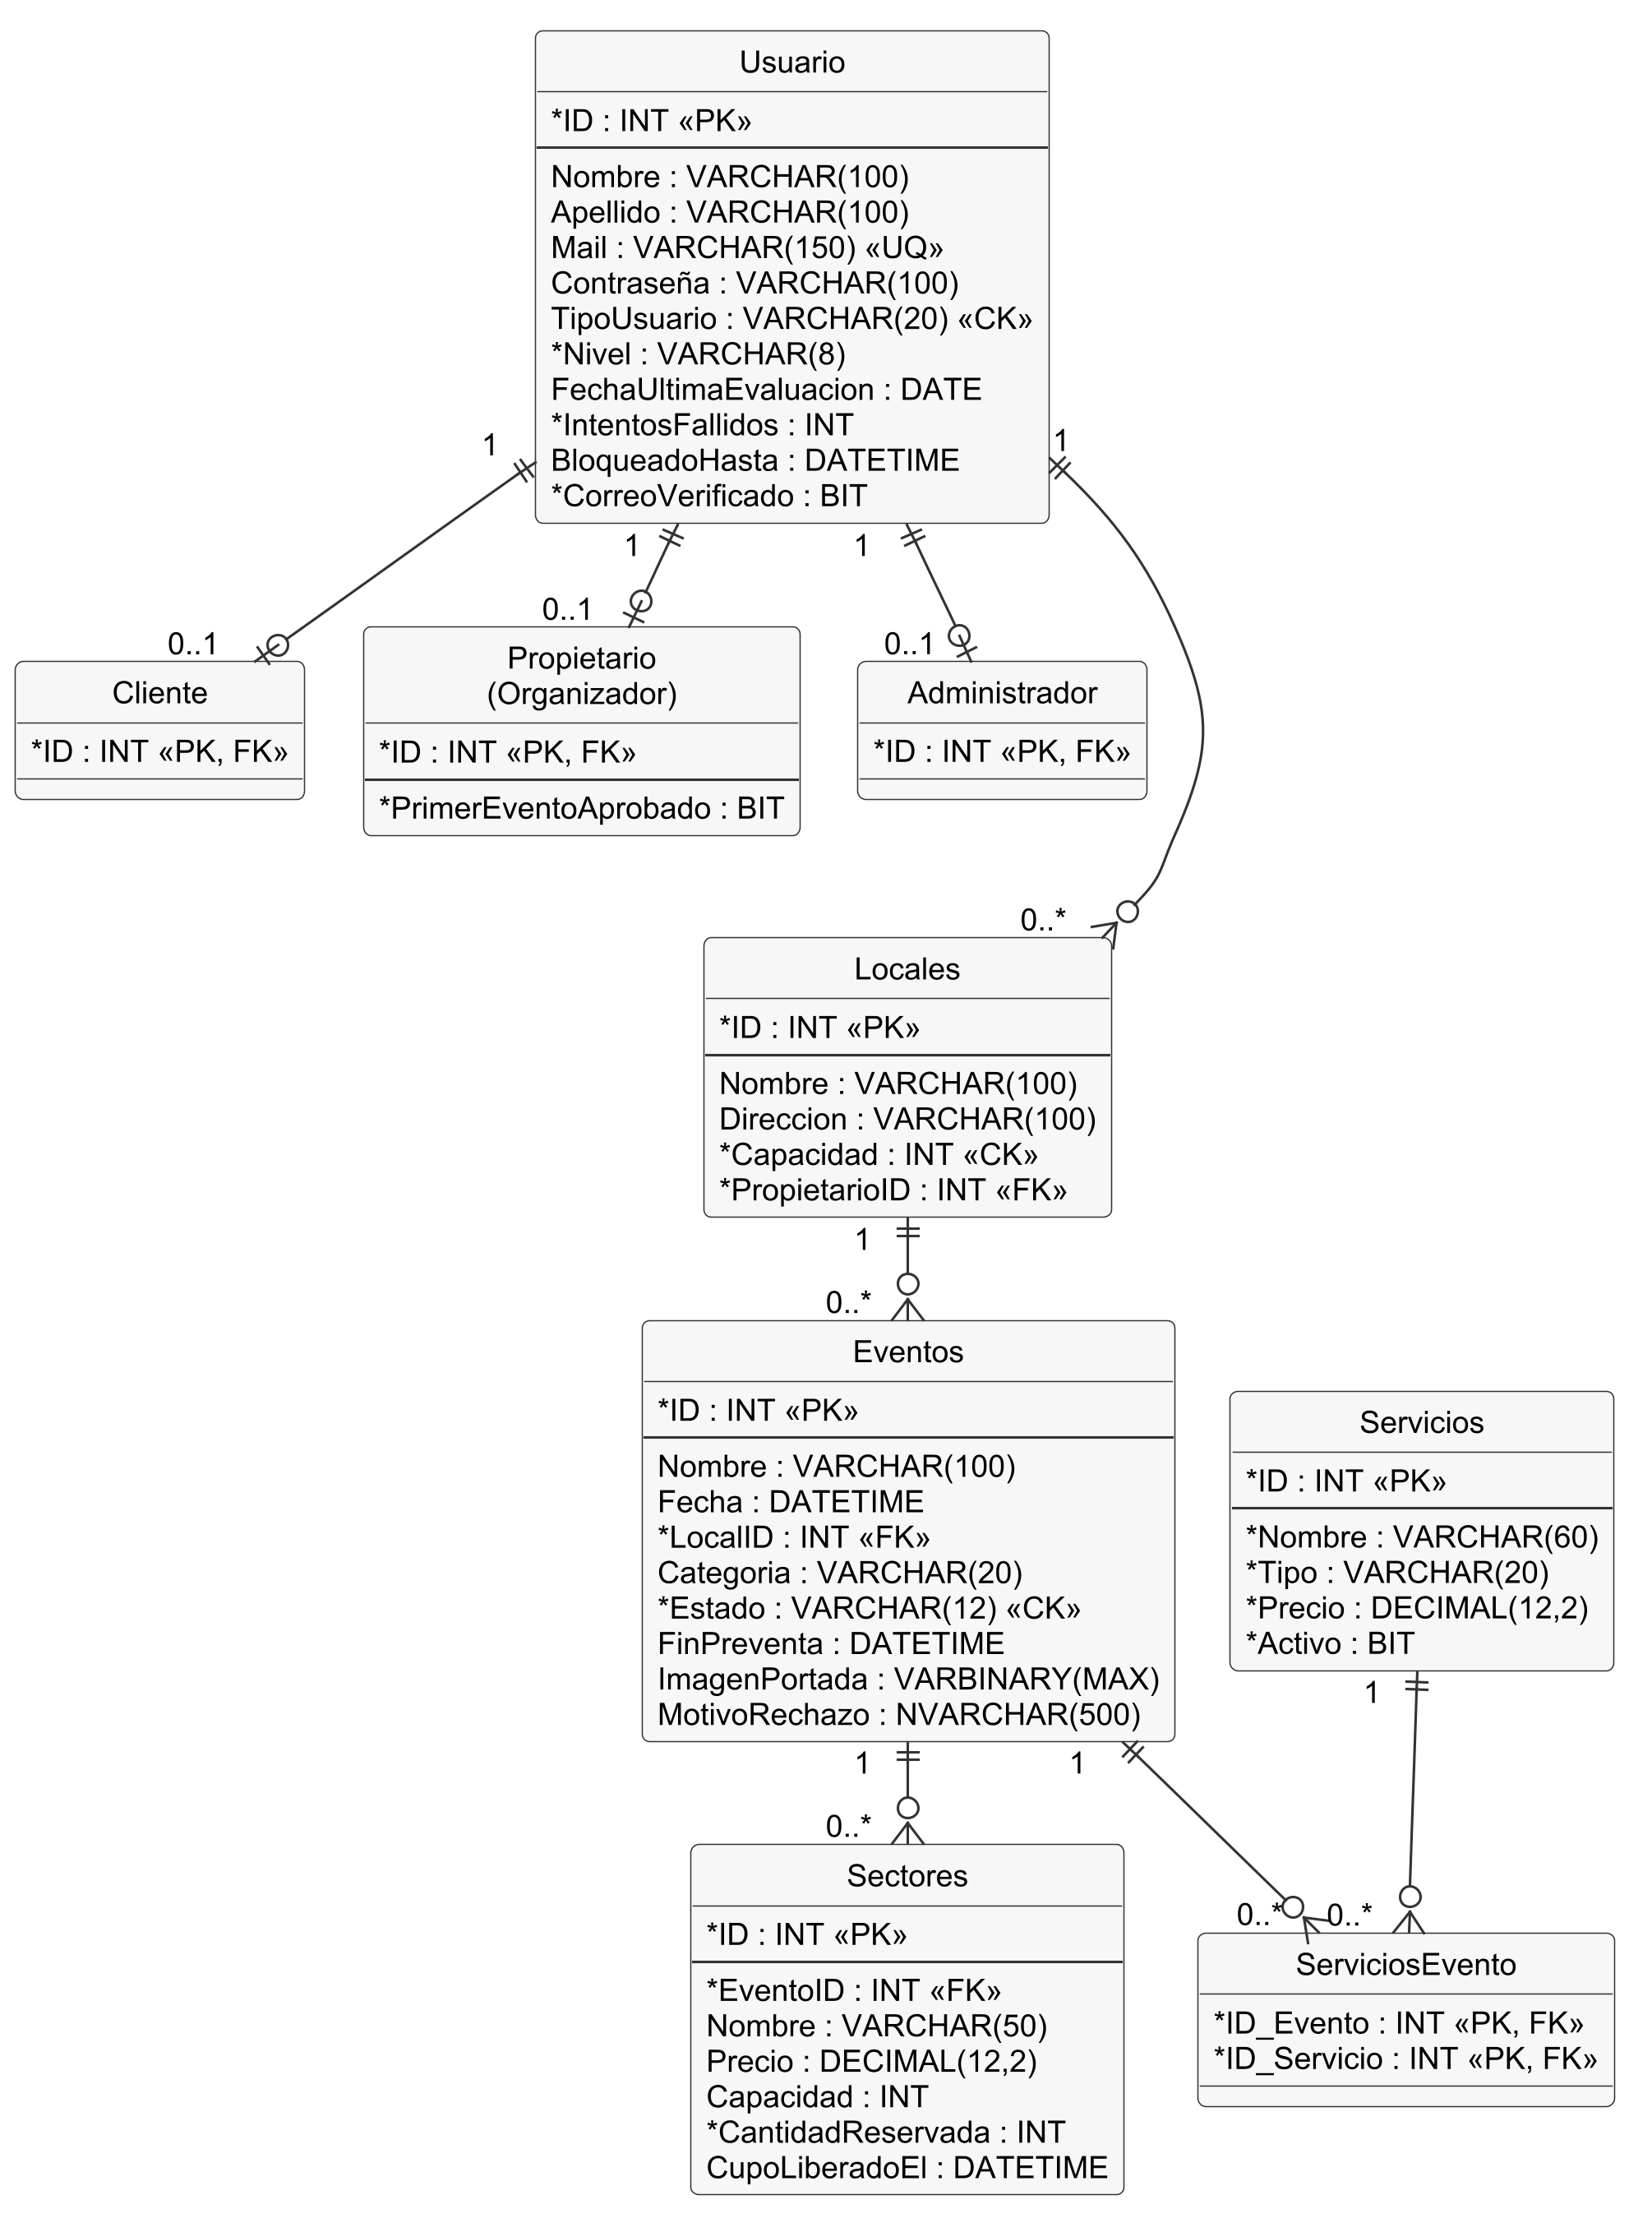 Usuario
*ID : INT «PK»
Nombre : VARCHAR(100)
Apellido : VARCHAR(100)
Mail : VARCHAR(150) «UQ»
Contraseña : VARCHAR(100)
TipoUsuario : VARCHAR(20) «CK»
*Nivel : VARCHAR(8)
FechaUltimaEvaluacion : DATE
*IntentosFallidos : INT
BloqueadoHasta : DATETIME
*CorreoVerificado : BIT
1
1
1
1
0..1
0..1
0..1
Cliente
*ID : INT «PK, FK»
Propietario
(Organizador)
*ID : INT «PK, FK»
*PrimerEventoAprobado : BIT
Administrador
*ID : INT «PK, FK»
0..*
Locales
*ID : INT «PK»
Nombre : VARCHAR(100)
Direccion : VARCHAR(100)
*Capacidad : INT «CK»
*PropietarioID : INT «FK»
1
0..*
Eventos
*ID : INT «PK»
Nombre : VARCHAR(100)
Fecha : DATETIME
*LocalID : INT «FK»
Categoria : VARCHAR(20)
*Estado : VARCHAR(12) «CK»
FinPreventa : DATETIME
ImagenPortada : VARBINARY(MAX)
MotivoRechazo : NVARCHAR(500)
Servicios
*ID : INT «PK»
*Nombre : VARCHAR(60)
*Tipo : VARCHAR(20)
*Precio : DECIMAL(12,2)
*Activo : BIT
1
1
1
0..*
0..*
0..*
Sectores
*ID : INT «PK»
*EventoID : INT «FK»
Nombre : VARCHAR(50)
Precio : DECIMAL(12,2)
Capacidad : INT
*CantidadReservada : INT
CupoLiberadoEl : DATETIME
ServiciosEvento
*ID_Evento : INT «PK, FK»
*ID_Servicio : INT «PK, FK»